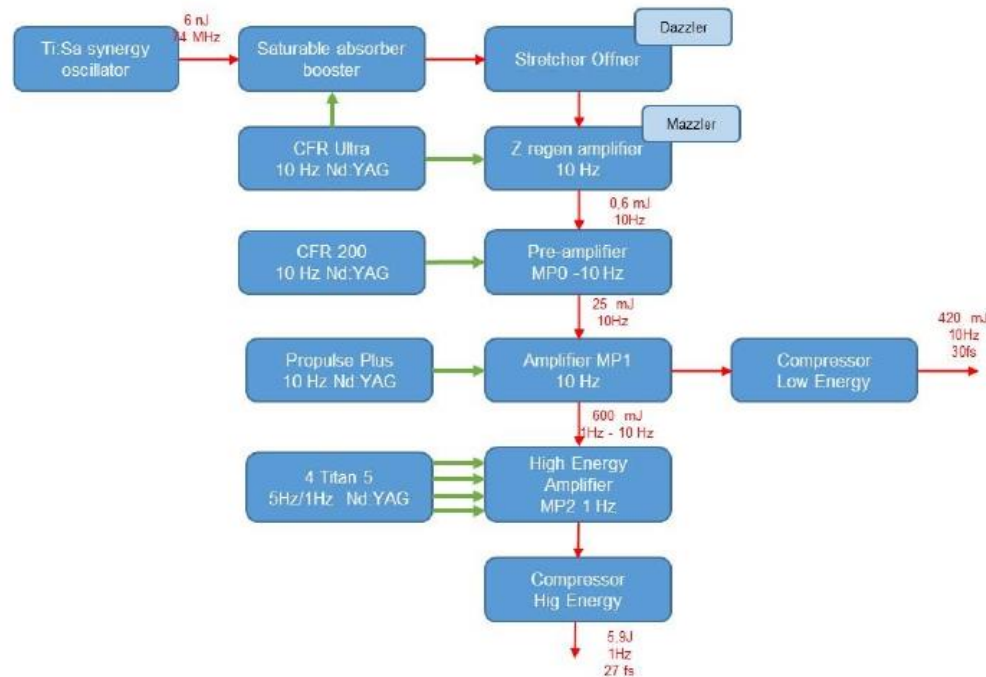 6 nJ
74 MHz
Ti:Sa synergy
oscillator
Saturable absorber
booster
Dazzler
Stretcher Offner
Mazzler
CFR Ultra
10 Hz Nd:YAG
Z regen amplifier
10 Hz
0,6 mJ
10Hz
CFR 200
10 Hz Nd:YAG
Pre-amplifier
MP0 -10 Hz
25 mJ
10Hz
Propulse Plus
10 Hz Nd:YAG
Amplifier MP1
10 Hz
Compressor
Low Energy
420 mJ
10Hz
30fs
600 mJ
1Hz - 10 Hz
4 Titan 5
5Hz/1Hz Nd:YAG
High Energy
Amplifier
MP2 1 Hz
Compressor
Hig Energy
5,9J
1Hz
27 fs